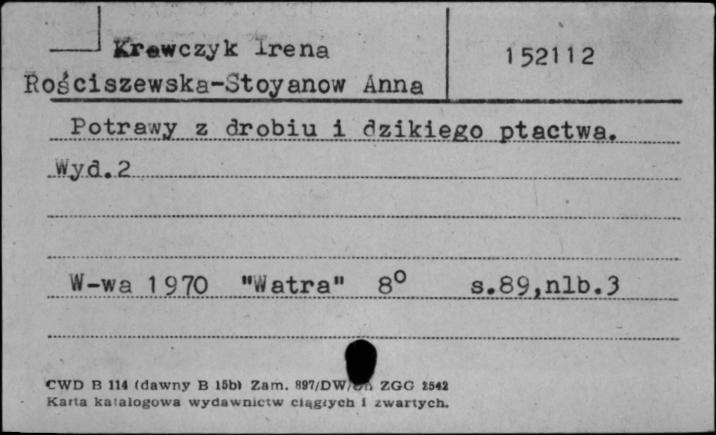 Krawczyk Irena
152112
Rościszewska-Stoyanow Anna
Potrawy z drobiu i dzikiego ptactwa.
Wyd.2
W-wa 1970 "Watra" 8° s.89,nlb.3
CWD B 114 (dawny B 15b) Zam. 897/DW/ ZGG 2542
Karta katalogowa wydawnictw ciągłych i zwartych.